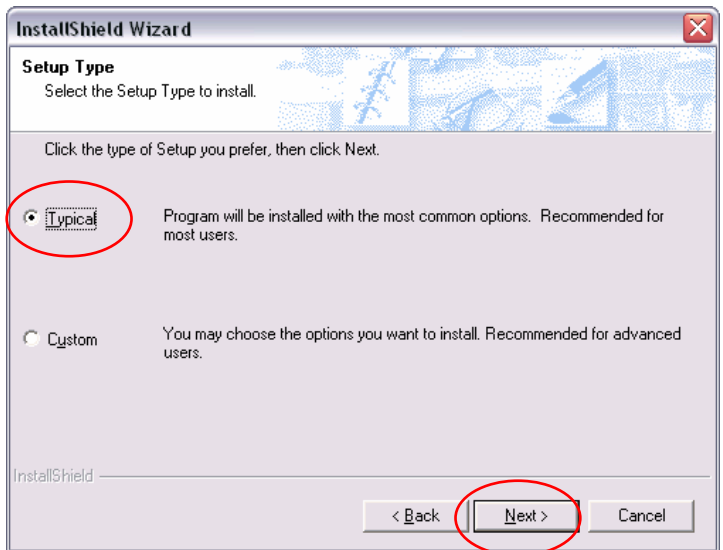 InstallShield Wizard
Setup Type
Select the Setup Type to install.
Click the type of Setup you prefer, then click Next.
Typical
Program will be installed with the most common options.  Recommended for
most users.
Custom
You may choose the options you want to install. Recommended for advanced
users.
InstallShield
< Back
Next >
Cancel